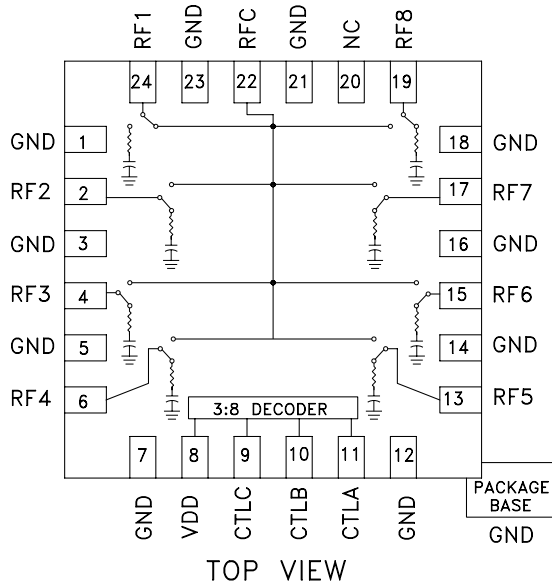 RF1 GND RFC GND NC RF8
24 23 22 21 20 19
GND 1
18 GND
RF2 2
17 RF7
GND 3
16 GND
RF3 4
15 RF6
GND 5
14 GND
RF4 6
13 RF5
3:8 DECODER
7 8 9 10 11 12
GND VDD CTLC CTLB CTLA GND
PACKAGE
BASE
GND
TOP VIEW